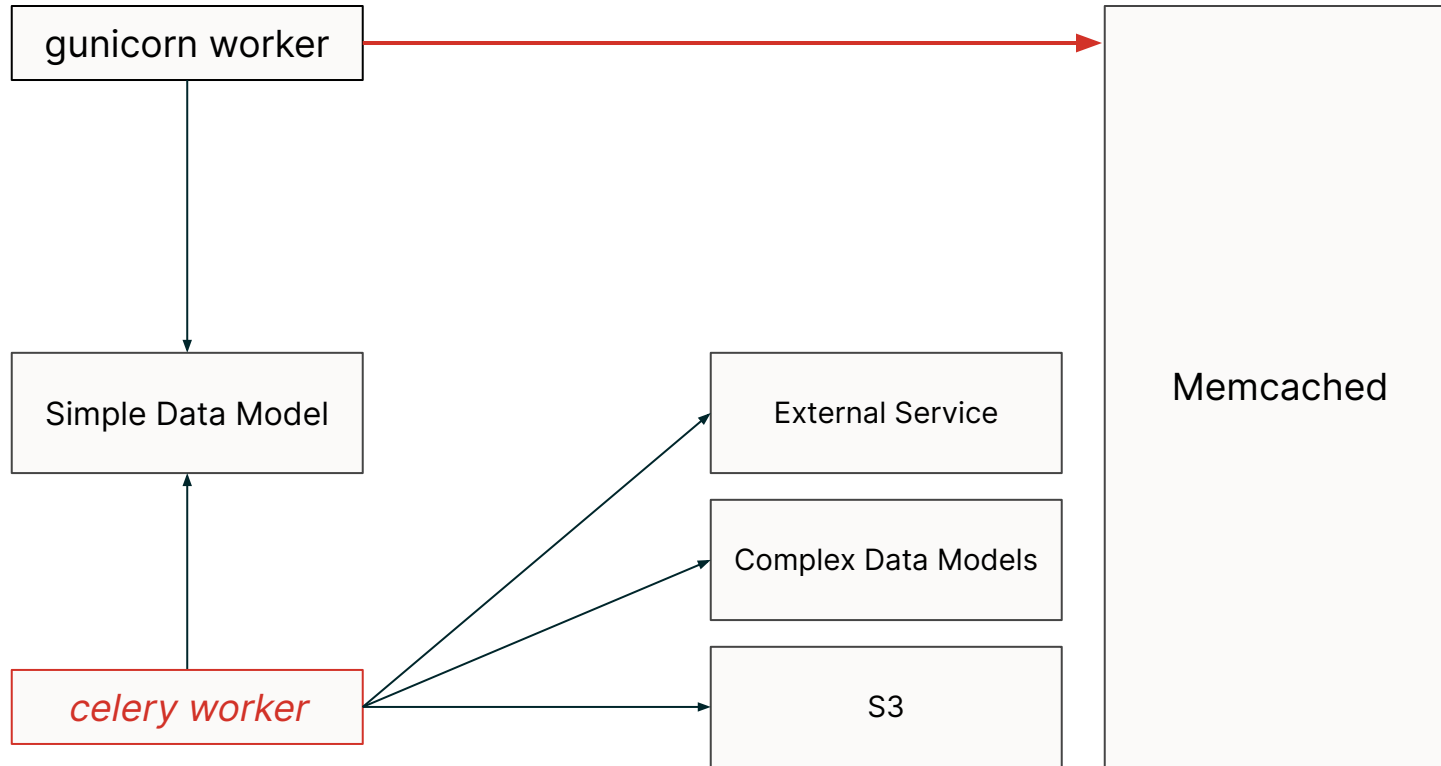 gunicorn worker
Simple Data Model
External Service
Memcached
Complex Data Models
celery worker
S3